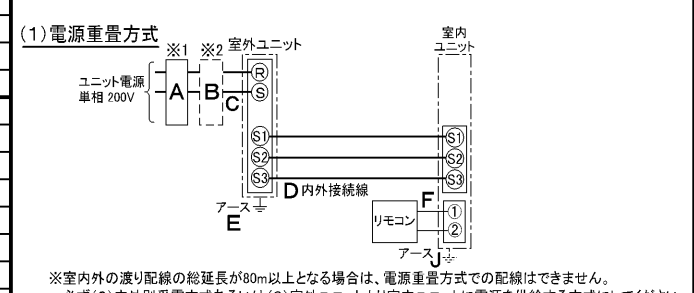 (1)電源重畳方式
※1 ※2 室外ユニット 室内ユニット
ユニット電源
単相 200V
A B C
R
S
S1 S1
S2 S2
S3 S3
D 内外接続線
アース
E
F
リモコン
1
2
アース J
※室内外の渡り配線の総延長が80m以上となる場合は、電源重畳方式での配線はできません。